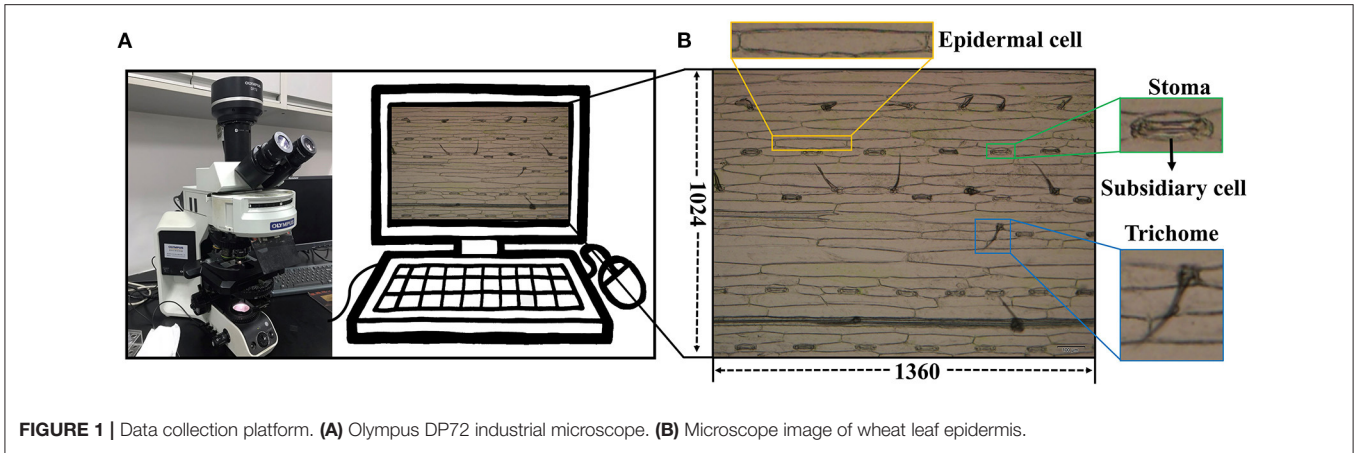 A
B
Epidermal cell
Stoma
Subsidiary cell
Trichome
1024
1360
OLYMPUS
FIGURE 1 | Data collection platform. (A) Olympus DP72 industrial microscope. (B) Microscope image of wheat leaf epidermis.